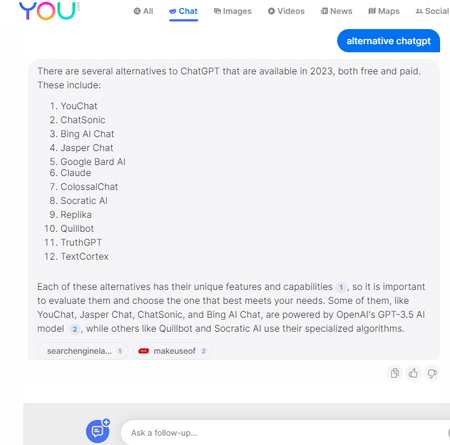 YOU.com
All Chat Images Videos News Maps Social
alternative chatgpt
There are several alternatives to ChatGPT that are available in 2023, both free and paid.
These include:
1. YouChat
2. ChatSonic
3. Bing AI Chat
4. Jasper Chat
5. Google Bard AI
6. Claude
7. ColossalChat
8. Socratic AI
9. Replika
10. Quillbot
11. TruthGPT
12. TextCortex
Each of these alternatives has their unique features and capabilities 1, so it is important
to evaluate them and choose the one that best meets your needs. Some of them, like
YouChat, Jasper Chat, ChatSonic, and Bing AI Chat, are powered by OpenAI's GPT-3.5 AI
model 2, while others like Quillbot and Socratic AI use their specialized algorithms.
searchenginela... 1 makeuseof 2
Ask a follow-up...